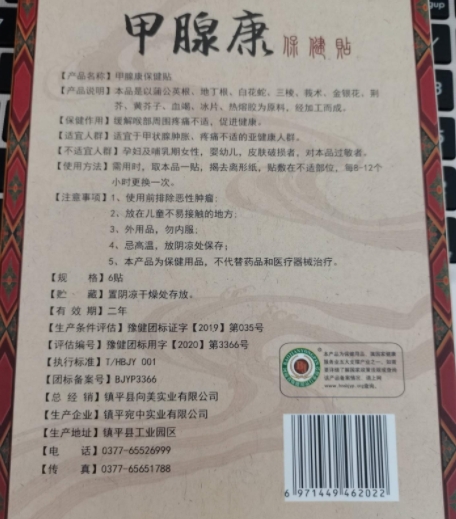 甲腺康保健贴
【产品名称】甲腺康保健贴
【产品说明】本品是以蒲公英根、地丁根、白花蛇、三棱、莪术、金银花、荆
芥、黄芥子、血竭、冰片、热熔胶为原料，经加工而成。
【保健作用】缓解喉部周围疼痛不适，促进健康。
【适宜人群】适宜于甲状腺肿胀、疼痛不适的亚健康人群。
【不适宜人群】孕妇及哺乳期女性，婴幼儿，皮肤破损者，对本品过敏者。
【使用方法】需用时，取本品一贴，揭去离形纸，贴敷在不适部位，每8-12个
小时更换一次。
【注意事项】1、使用前排除恶性肿瘤；
2、放在儿童不易接触的地方；
3、外用品，勿内服；
4、忌高温，放阴凉处保存；
5、本产品为保健用品，不代替药品和医疗器械治疗。
【规 格】6贴
【贮 藏】置阴凉干燥处存放。
【有 效 期】二年
【生产条件评估】豫健团标证字【2019】第035号
【评估编号】豫健团标用字【2020】第3366号
【执行标准】T/HBJY 001
【团标备案号】BJYP3366
【总 经 销】镇平县向美实业有限公司
【生产企业】镇平宛中实业有限公司
【生产地址】镇平县工业园区
【电 话】0377-65526999
【传 真】0377-65651788
6 971449 462022